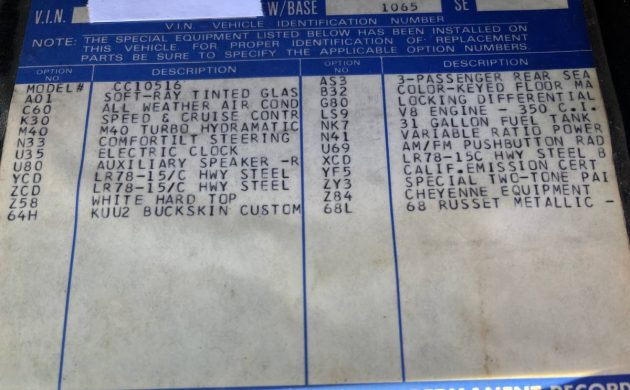 V.I.N. W/BASE 1065 SE
V.I.N. - VEHICLE IDENTIFICATION NUMBER
NOTE: THE SPECIAL EQUIPMENT LISTED BELOW HAS BEEN INSTALLED ON
THIS VEHICLE. FOR PROPER IDENTIFICATION OF REPLACEMENT
PARTS BE SURE TO SPECIFY THE APPLICABLE OPTION NUMBERS.
OPTION NO. DESCRIPTION
MODEL# CC10516
A01 SOFT-RAY TINTED GLAS
C60 ALL WEATHER AIR COND
K30 SPEED & CRUISE CONTR
M40 M40 TURBO HYDRAMATIC
N33 COMFORTILT STEERING
U35 ELECTRIC CLOCK
U80 AUXILIARY SPEAKER -R
YCD LR78-15/C HWY STEEL
ZCD LR78-15/C HWY STEEL
Z58 WHITE HARD TOP
64H KUU2 BUCKSKIN CUSTOM
OPTION NO DESCRIPTION
AS3 3-PASSENGER REAR SEA
B32 COLOR-KEYED FLOOR MA
G80 LOCKING DIFFERENTIAL
LS9 V8 ENGINE - 350 C.I.
NK7 31 GALLON FUEL TANK
N41 VARIABLE RATIO POWER
U69 AM/FM PUSHBUTTON RAD
XCD LR78-15C HWY STEEL B
YF5 CALIF.EMISSION CERT
ZY3 SPECIAL TWO-TONE PAI
Z84 CHEYENNE EQUIPMENT
68L 68 RUSSET METALLIC -
RECOR